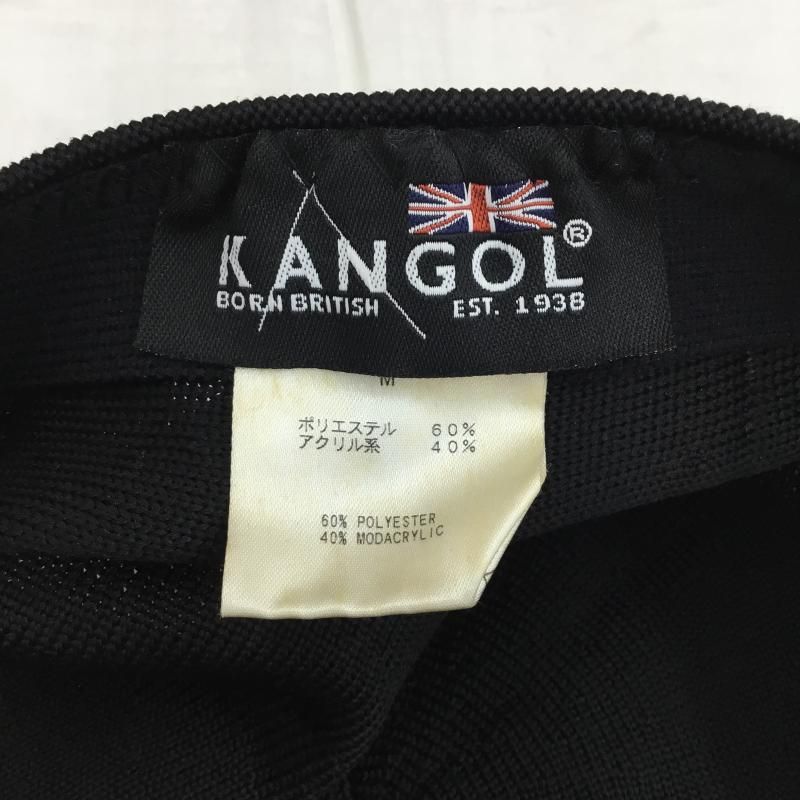 KANGOL®
BORN BRITISH EST. 1938
M
ポリエステル 60%
アクリル系 40%
60% POLYESTER
40% MODACRYLIC